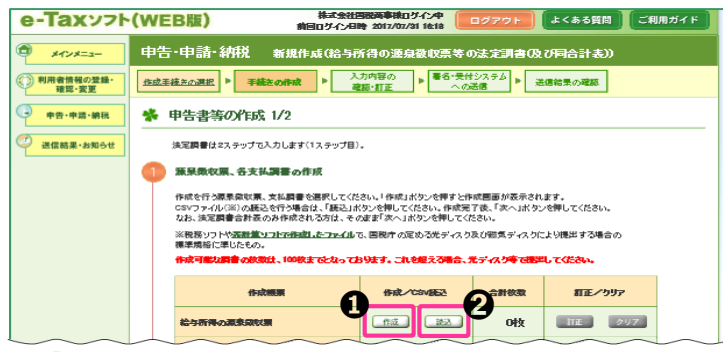 e-Taxソフト(WEB版)
株式会社国税商事様ログイン中
前回ログイン日時 2017/07/31 16:18
ログアウト
よくある質問
ご利用ガイド
メインメニュー
利用者情報の登録・
確認・変更
申告・申請・納税
送信結果・お知らせ
申告・申請・納税 新規作成(給与所得の源泉徴収票等の法定調書(及び同合計表))
作成手続きの選択
手続きの作成
入力内容の
確認・訂正
署名・受付システム
への送信
送信結果の確認
申告書等の作成 1/2
法定調書は2ステップで入力します(1ステップ目)。
1 源泉徴収票、各支払調書の作成
作成を行う源泉徴収票、支払調書を選択してください。「作成」ボタンを押すと作成画面が表示されます。
CSVファイル(※)の読込を行う場合は、「読込」ボタンを押してください。作成完了後、「次へ」ボタンを押してください。
なお、法定調書合計表のみ作成される方は、そのまま「次へ」ボタンを押してください。
※税務ソフトや表計算ソフトで作成したファイルで、国税庁の定める光ディスク及び磁気ディスクにより提出する場合の
標準規格に準じたもの。
作成可能な調書の枚数は、100枚までとなっております。これを超える場合、光ディスク等で提出してください。
作成帳票
作成/CSV読込
合計枚数
訂正/クリア
❶
❷
給与所得の源泉徴収票
作成
読込
0枚
訂正
クリア